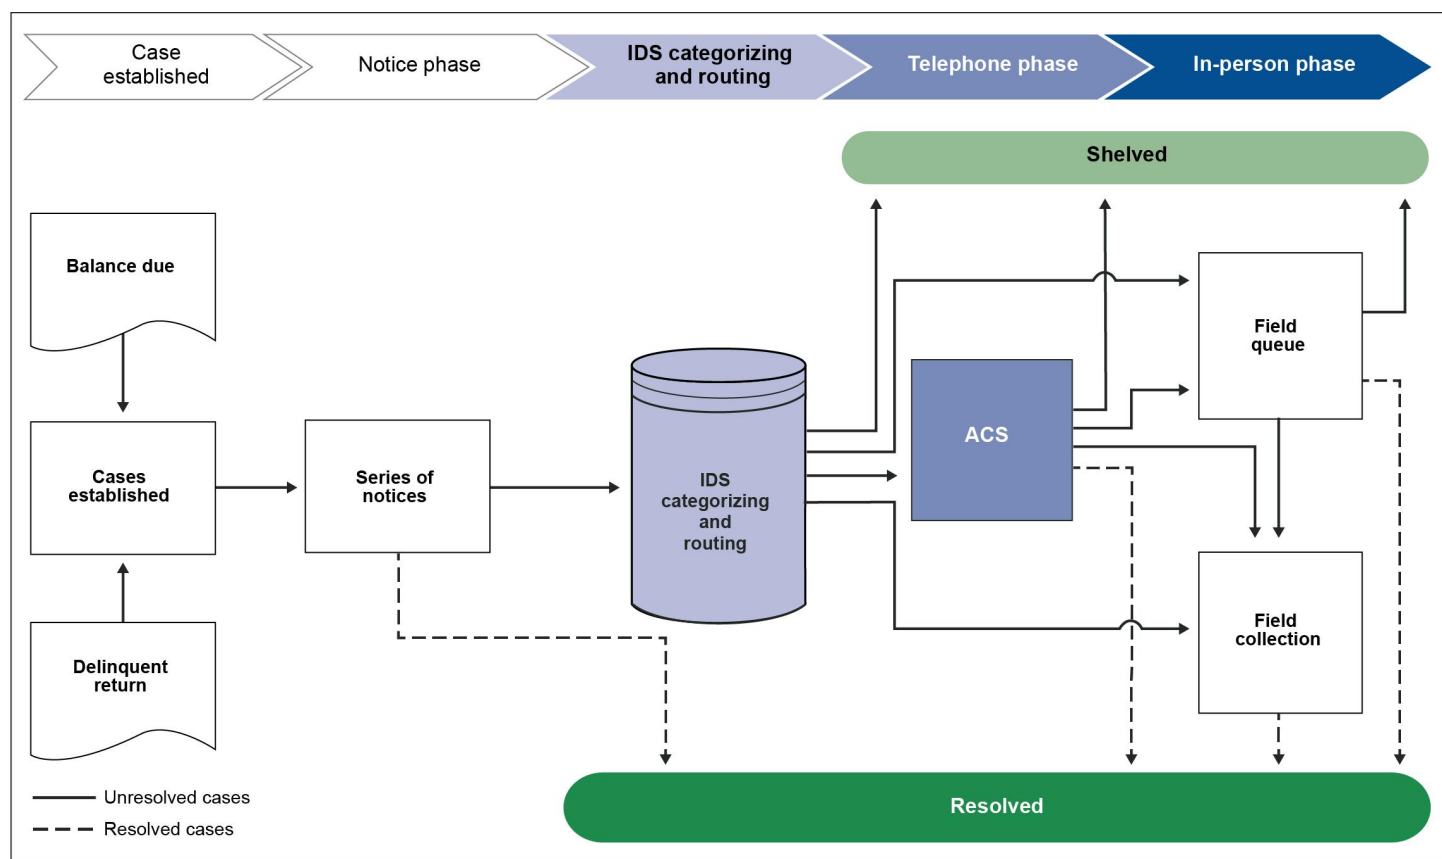 Case
established
Notice phase
IDS categorizing
and routing
Telephone phase
In-person phase
Shelved
Balance due
Field
queue
ACS
Cases
established
Series of
notices
IDS
categorizing
and
routing
Field
collection
Delinquent
return
Unresolved cases
Resolved cases
Resolved